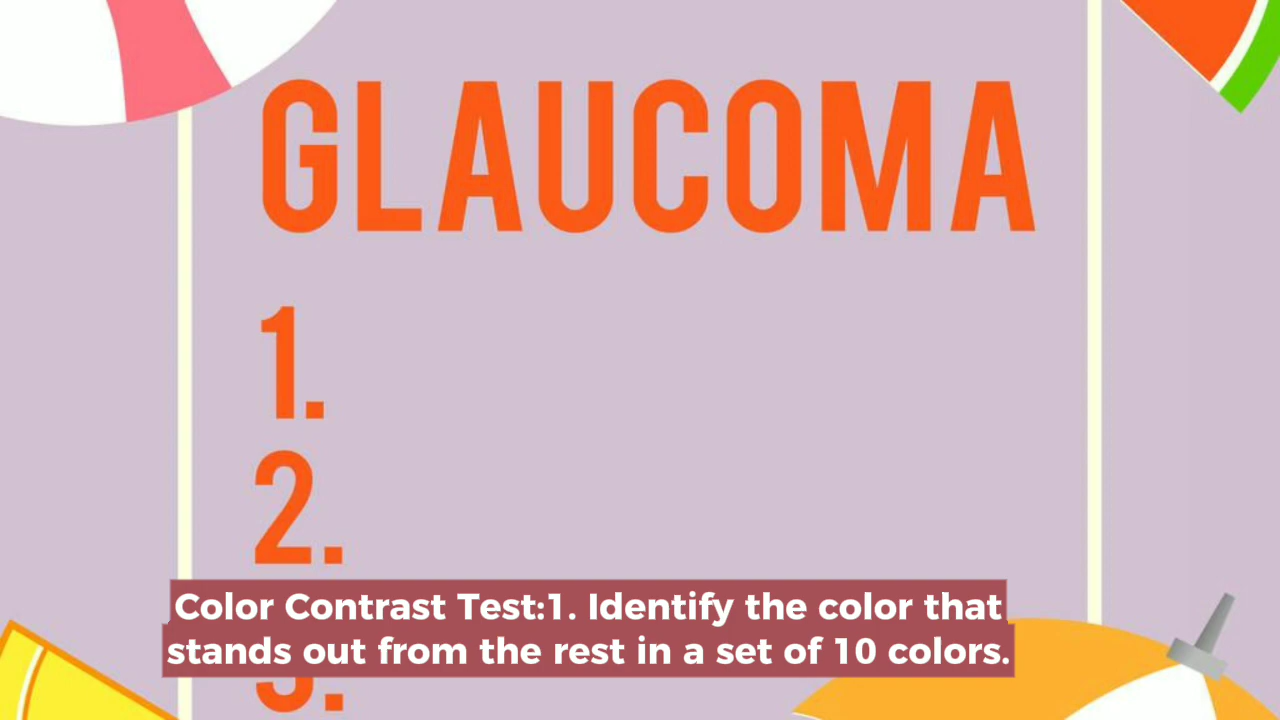 GLAUCOMA
1.
2.
3.
Color Contrast Test:1. Identify the color that
stands out from the rest in a set of 10 colors.